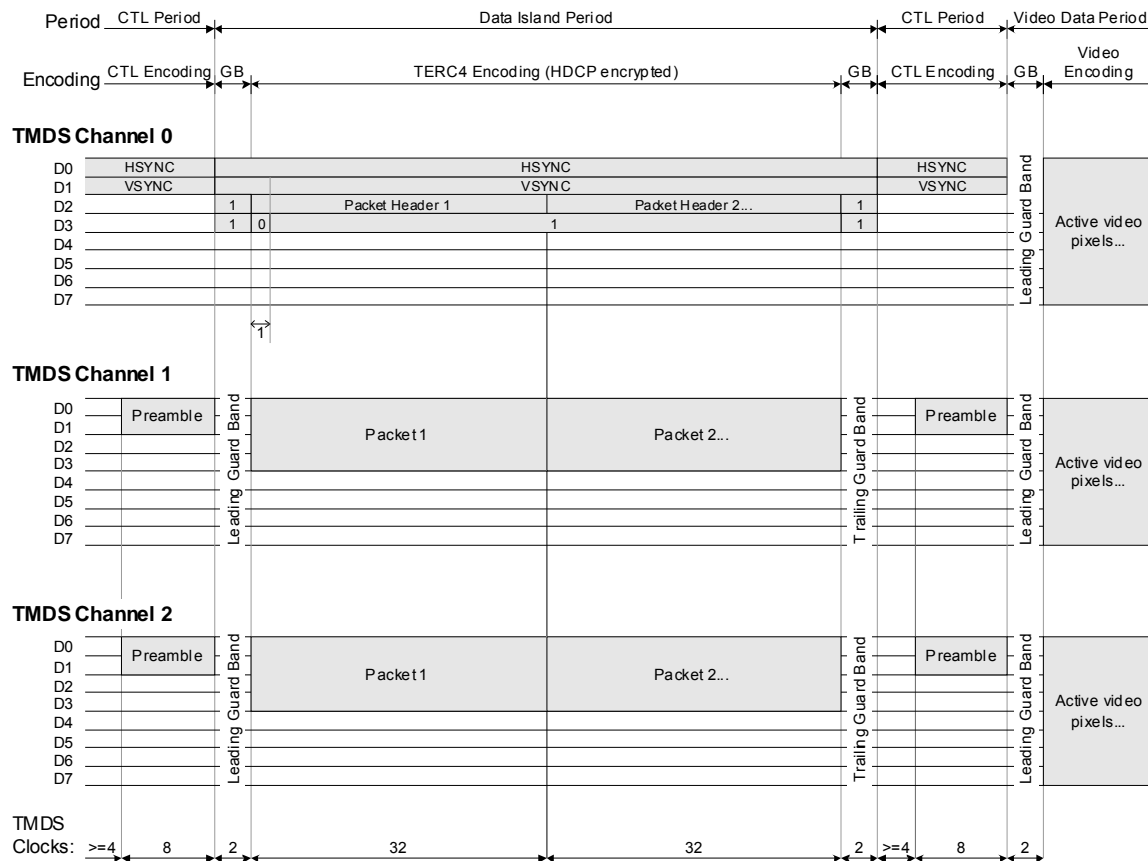 Period CTL Period Data Island Period CTL Period Video Data Period
Encoding CTL Encoding GB TERC4 Encoding (HDCP encrypted) GB CTL Encoding GB Video Encoding
TMDS Channel 0
D0 HSYNC HSYNC HSYNC
D1 VSYNC VSYNC VSYNC
D2 1 Packet Header 1 Packet Header 2... 1
D3 1 0 1 1
D4
D5
D6
D7
Leading Guard Band
Active video
pixels...
1
TMDS Channel 1
D0
D1
D2
D3
D4
D5
D6
D7
Preamble
Leading Guard Band
Packet 1
Packet 2...
Trailing Guard Band
Preamble
Leading Guard Band
Active video
pixels...
TMDS Channel 2
D0
D1
D2
D3
D4
D5
D6
D7
Preamble
Leading Guard Band
Packet 1
Packet 2...
Trailing Guard Band
Preamble
Leading Guard Band
Active video
pixels...
TMDS
Clocks: >=4 8 2 32 32 2 >=4 8 2